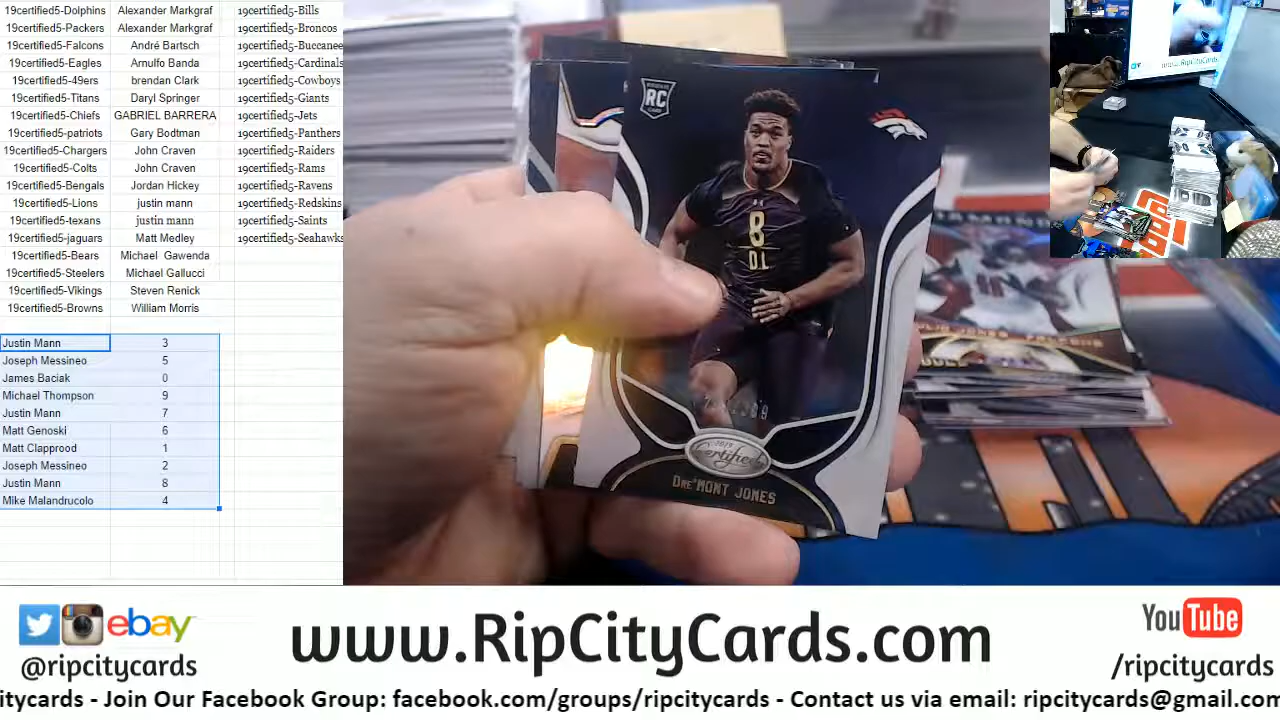 19certified5-Dolphins Alexander Markgraf 19certified5-Bills
19certified5-Packers Alexander Markgraf 19certified5-Broncos
19certified5-Falcons André Bartsch 19certified5-Buccanee
19certified5-Eagles Arnulfo Banda 19certified5-Cardinals
19certified5-49ers brendan Clark 19certified5-Cowboys
19certified5-Titans Daryl Springer 19certified5-Giants
19certified5-Chiefs GABRIEL BARRERA 19certified5-Jets
19certified5-patriots Gary Bodtman 19certified5-Panthers
19certified5-Chargers John Craven 19certified5-Raiders
19certified5-Colts John Craven 19certified5-Rams
19certified5-Bengals Jordan Hickey 19certified5-Ravens
19certified5-Lions justin mann 19certified5-Redskins
19certified5-texans justin mann 19certified5-Saints
19certified5-jaguars Matt Medley 19certified5-Seahawks
19certified5-Bears Michael Gawenda
19certified5-Steelers Michael Gallucci
19certified5-Vikings Steven Renick
19certified5-Browns William Morris
Justin Mann 3
Joseph Messineo 5
James Baciak 0
Michael Thompson 9
Justin Mann 7
Matt Genoski 6
Matt Clapprood 1
Joseph Messineo 2
Justin Mann 8
Mike Malandrucolo 4
RC
8
DL
2019
Certified
DRE'MONT JONES
JONES - FALCONS
ebay
@ripcitycards
www.RipCityCards.com
YouTube
/ripcitycards
itycards - Join Our Facebook Group: facebook.com/groups/ripcitycards - Contact us via email: ripcitycards@gmail.com